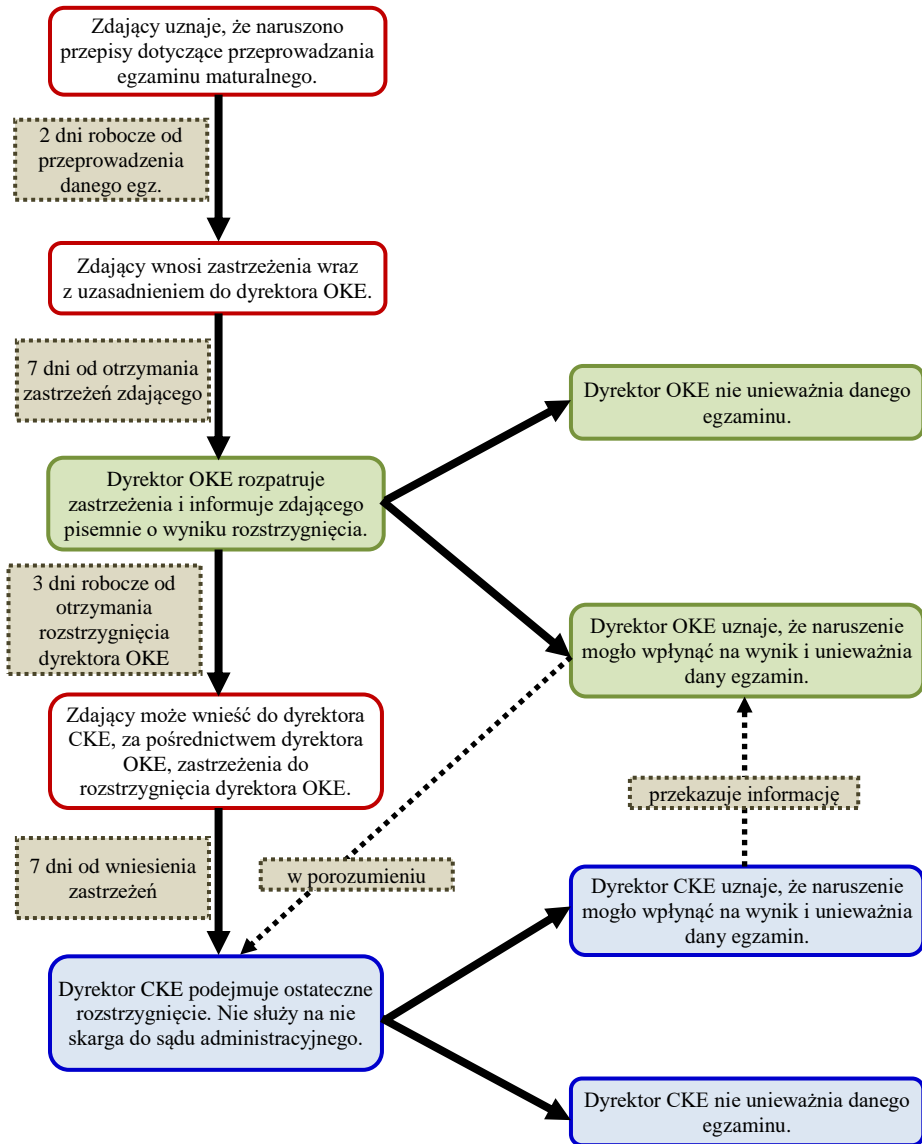 Zdający uznaje, że naruszono
przepisy dotyczące przeprowadzania
egzaminu maturalnego.
2 dni robocze od
przeprowadzenia
danego egz.
Zdający wnosi zastrzeżenia wraz
z uzasadnieniem do dyrektora OKE.
7 dni od otrzymania
zastrzeżeń zdającego
Dyrektor OKE nie unieważnia danego
egzaminu.
Dyrektor OKE rozpatruje
zastrzeżenia i informuje zdającego
pisemnie o wyniku rozstrzygnięcia.
3 dni robocze od
otrzymania
rozstrzygnięcia
dyrektora OKE
Dyrektor OKE uznaje, że naruszenie
mogło wpłynąć na wynik i unieważnia
dany egzamin.
Zdający może wnieść do dyrektora
CKE, za pośrednictwem dyrektora
OKE, zastrzeżenia do
rozstrzygnięcia dyrektora OKE.
przekazuje informację
7 dni od wniesienia
zastrzeżeń
w porozumieniu
Dyrektor CKE uznaje, że naruszenie
mogło wpłynąć na wynik i unieważnia
dany egzamin.
Dyrektor CKE podejmuje ostateczne
rozstrzygnięcie. Nie służy na nie
skarga do sądu administracyjnego.
Dyrektor CKE nie unieważnia danego
egzaminu.